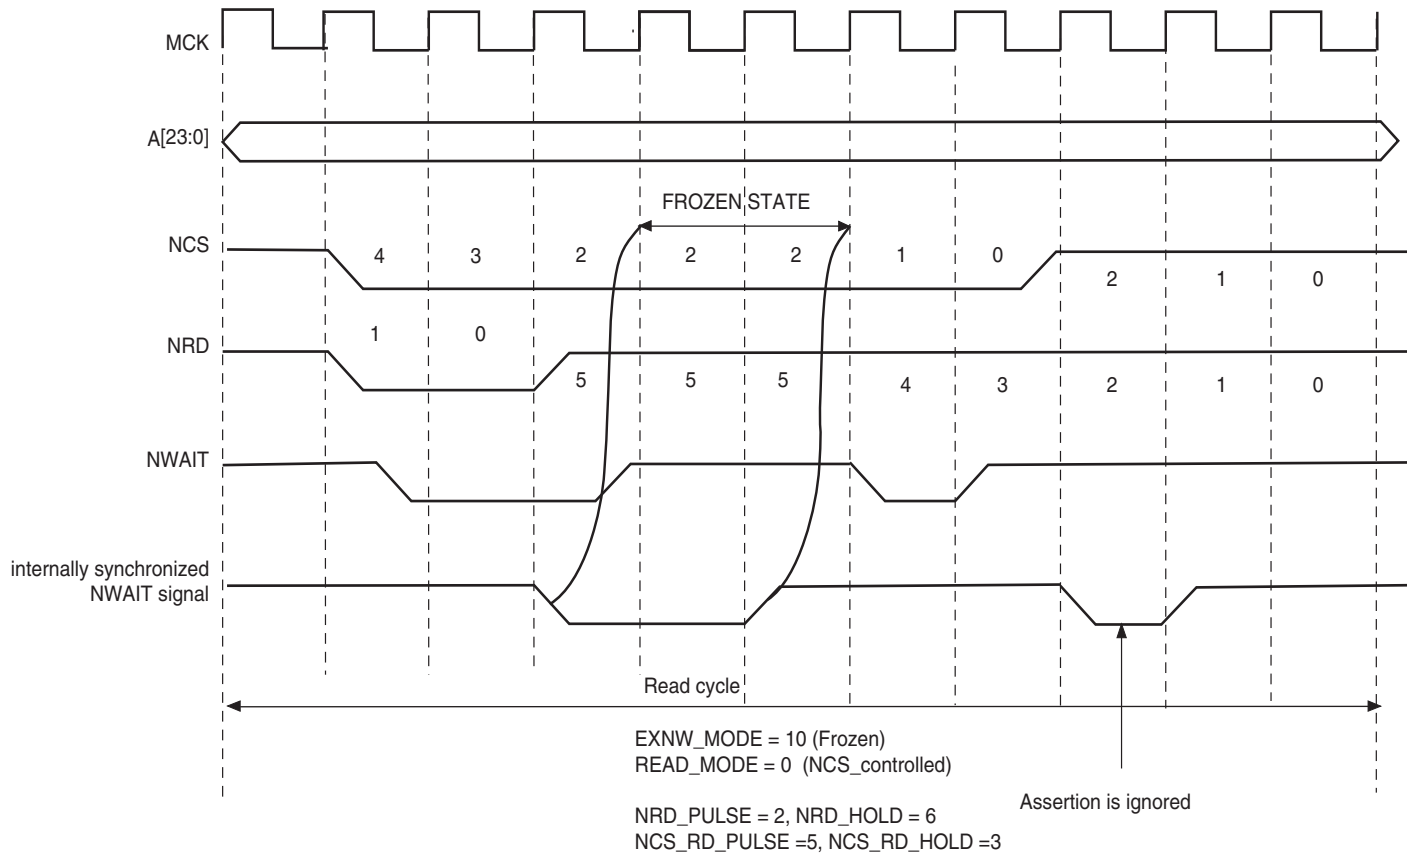 MCK
A[23:0]
FROZEN STATE
NCS
4 3 2 2 2 1 0
2 1 0
1 0
NRD
5 5 5 4 3 2 1 0
NWAIT
internally synchronized
NWAIT signal
Read cycle
EXNW_MODE = 10 (Frozen)
READ_MODE = 0 (NCS_controlled)
Assertion is ignored
NRD_PULSE = 2, NRD_HOLD = 6
NCS_RD_PULSE =5, NCS_RD_HOLD =3